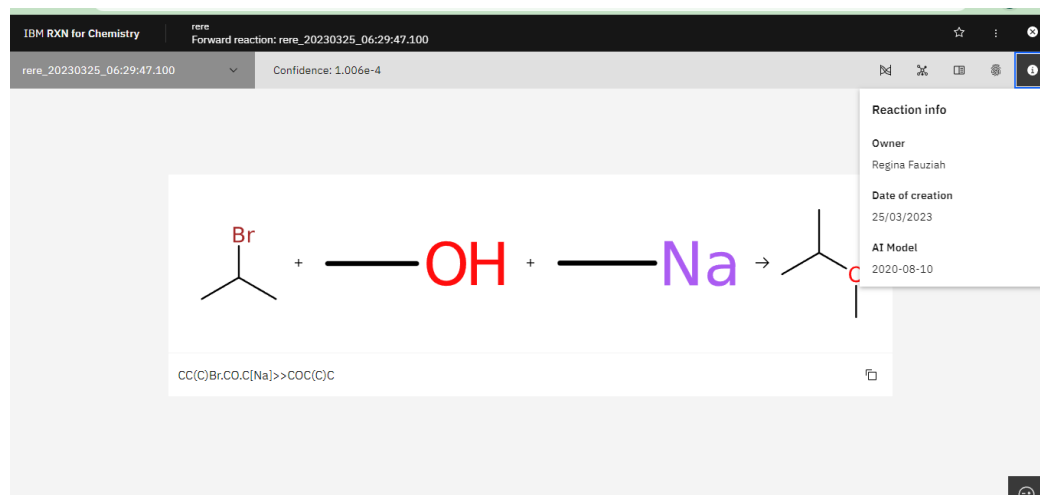 IBM RXN for Chemistry
rere
Forward reaction: rere_20230325_06:29:47.100
rere_20230325_06:29:47.100
Confidence: 1.006e-4
Reaction info
Owner
Regina Fauziah
Date of creation
25/03/2023
AI Model
2020-08-10
Br
+
OH
+
Na
→
O
CC(C)Br.CO.C[Na]>>COC(C)C